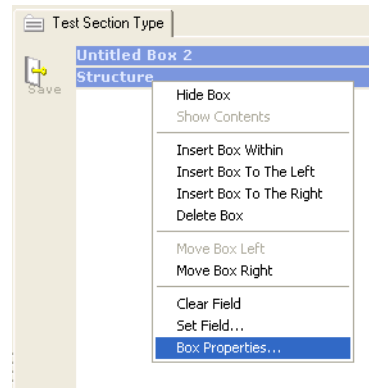 Test Section Type
Untitled Box 2
Structure
Save
Hide Box
Show Contents
Insert Box Within
Insert Box To The Left
Insert Box To The Right
Delete Box
Move Box Left
Move Box Right
Clear Field
Set Field...
Box Properties...